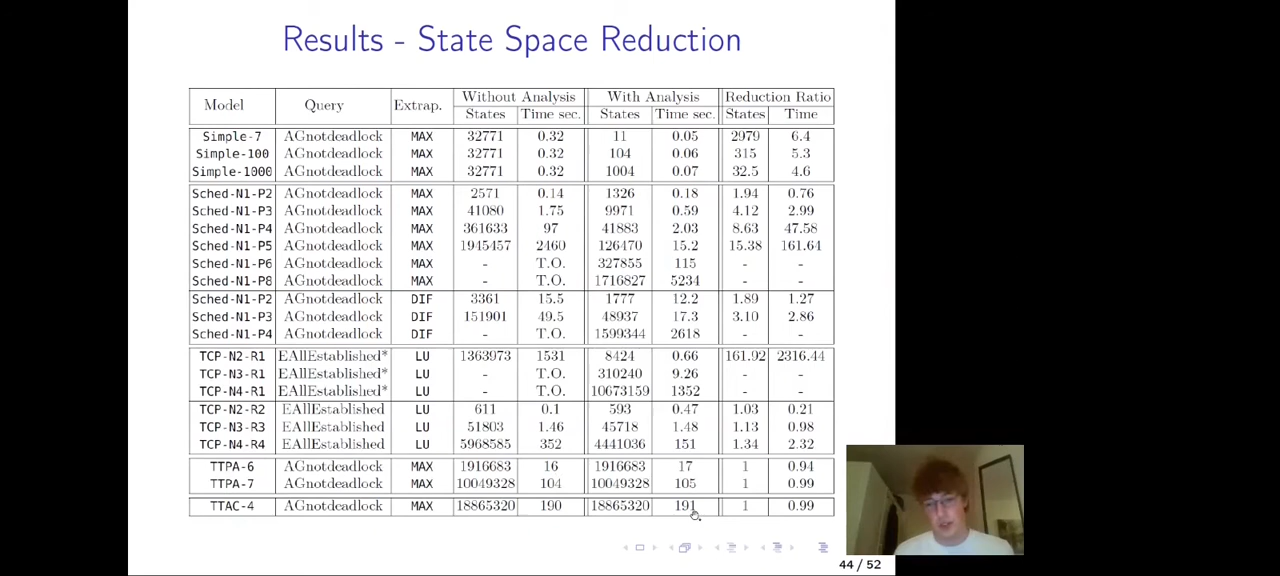 Results - State Space Reduction
Model Query Extrap. Without Analysis With Analysis Reduction Ratio
States Time sec. States Time sec. States Time
Simple-7 AGnotdeadlock MAX 32771 0.32 11 0.05 2979 6.4
Simple-100 AGnotdeadlock MAX 32771 0.32 104 0.06 315 5.3
Simple-1000 AGnotdeadlock MAX 32771 0.32 1004 0.07 32.5 4.6
Sched-N1-P2 AGnotdeadlock MAX 2571 0.14 1326 0.18 1.94 0.76
Sched-N1-P3 AGnotdeadlock MAX 41080 1.75 9971 0.59 4.12 2.99
Sched-N1-P4 AGnotdeadlock MAX 361633 97 41883 2.03 8.63 47.58
Sched-N1-P5 AGnotdeadlock MAX 1945457 2460 126470 15.2 15.38 161.64
Sched-N1-P6 AGnotdeadlock MAX - T.O. 327855 115 - -
Sched-N1-P8 AGnotdeadlock MAX - T.O. 1716827 5234 - -
Sched-N1-P2 AGnotdeadlock DIF 3361 15.5 1777 12.2 1.89 1.27
Sched-N1-P3 AGnotdeadlock DIF 151901 49.5 48937 17.3 3.10 2.86
Sched-N1-P4 AGnotdeadlock DIF - T.O. 1599344 2618 - -
TCP-N2-R1 EAllEstablished* LU 1363973 1531 8424 0.66 161.92 2316.44
TCP-N3-R1 EAllEstablished* LU - T.O. 310240 9.26 - -
TCP-N4-R1 EAllEstablished* LU - T.O. 10673159 1352 - -
TCP-N2-R2 EAllEstablished LU 611 0.1 593 0.47 1.03 0.21
TCP-N3-R3 EAllEstablished LU 51803 1.46 45718 1.48 1.13 0.98
TCP-N4-R4 EAllEstablished LU 5968585 352 4441036 151 1.34 2.32
TTPA-6 AGnotdeadlock MAX 1916683 16 1916683 17 1 0.94
TTPA-7 AGnotdeadlock MAX 10049328 104 10049328 105 1 0.99
TTAC-4 AGnotdeadlock MAX 18865320 190 18865320 191 1 0.99
44 / 52